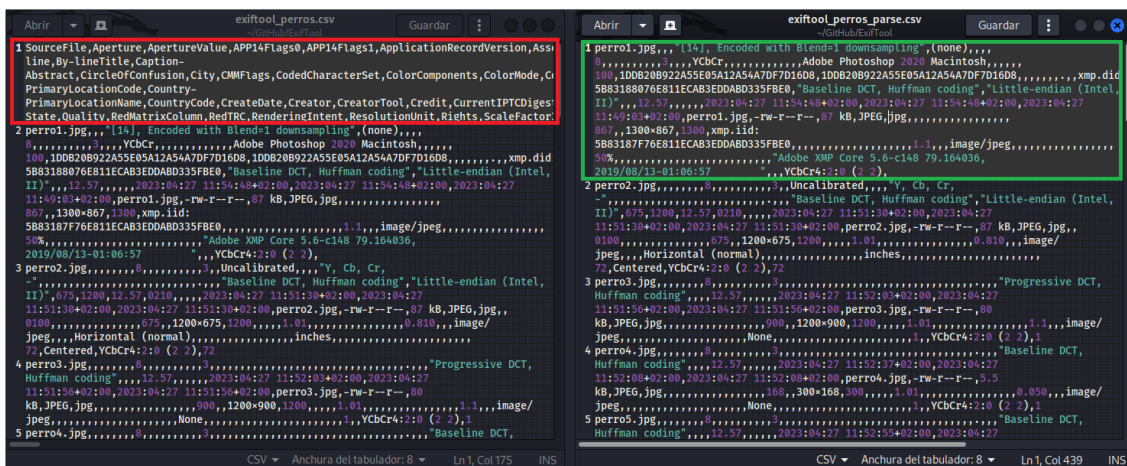 Abrir
exiftool_perros.csv
~/GitHub/ExifTool
Guardar
1 SourceFile,Aperture,ApertureValue,APP14Flags0,APP14Flags1,ApplicationRecordVersion,Asse
line,By-lineTitle,Caption-
Abstract,CircleOfConfusion,City,CMMFlags,CodedCharacterSet,ColorComponents,ColorMode,Co
PrimaryLocationCode,Country-
PrimaryLocationName,CountryCode,CreateDate,Creator,CreatorTool,Credit,CurrentIPTCDigest
State,Quality,RedMatrixColumn,RedTRC,RenderingIntent,ResolutionUnit,Rights,ScaleFactor
2 perro1.jpg,,,"[14], Encoded with Blend=1 downsampling",(none),,,,
8,,,,,,,,,3,,,,YCbCr,,,,,,,,,,,,Adobe Photoshop 2020 Macintosh,,,,,,
100,1DDB20B922A55E05A12A54A7DF7D16D8,1DDB20B922A55E05A12A54A7DF7D16D8,,,,,,,.,,xmp.did
5B83188076E811ECAB3EDDABD335FBE0,"Baseline DCT, Huffman coding","Little-endian (Intel,
II)",,,12.57,,,,,,2023:04:27 11:54:48+02:00,2023:04:27 11:54:48+02:00,2023:04:27
11:49:03+02:00,perro1.jpg,-rw-r--r--,87 kB,JPEG,jpg,,,,,,,,,,,,,,,,
867,,1300×867,1300,xmp.iid:
5B83187F76E811ECAB3EDDABD335FBE0,,,,,,,,,,,,,,,,,1.1,,,image/jpeg,,,,,,,,,,,,,,,,
50%,,,,,,,,,,,,,,,,,,,,,,,,,"Adobe XMP Core 5.6-c148 79.164036,
2019/08/13-01:06:57 ",,,YCbCr4:2:0 (2 2),
3 perro2.jpg,,,,,,,,8,,,,,,,,,3,,Uncalibrated,,,,"Y, Cb, Cr,
-",,,,,,,,,,,,,,,,,,,,,,,,.,,,"Baseline DCT, Huffman coding","Little-endian (Intel,
II)",675,1200,12.57,0210,,,,,2023:04:27 11:51:30+02:00,2023:04:27
11:51:30+02:00,2023:04:27 11:51:30+02:00,perro2.jpg,-rw-r--r--,87 kB,JPEG,jpg,,
0100,,,,,,,,,,,,675,,1200×675,1200,,,,,1.01,,,,,,,,,,,,,,,,0.810,,,image/
jpeg,,,,Horizontal (normal),,,,,,,,,,,,,,,inches,,,,,,,,,,,,,,,,,,,,,,
72,Centered,YCbCr4:2:0 (2 2),72
4 perro3.jpg,,,,,,,,8,,,,,,,,,3,,,,,,,,,,,,,,,,,,,,,,,,,,,,,.,,,"Progressive DCT,
Huffman coding",,,,12.57,,,,,,2023:04:27 11:52:03+02:00,2023:04:27
11:51:56+02:00,2023:04:27 11:51:56+02:00,perro3.jpg,-rw-r--r--,80
kB,JPEG,jpg,,,,,,,,,,,,,,,,900,,1200×900,1200,,,,,1.01,,,,,,,,,,,,,,,1.1,,,image/
jpeg,,,,,,,,,,,,,,,,,None,,,,,,,,,,,,,,,,,,,,,,,1,,YCbCr4:2:0 (2 2),1
5 perro4.jpg,,,,,,,,8,,,,,,,,,3,,,,,,,,,,,,,,,,,,,,,,,,,,,,,.,,,"Baseline DCT,
CSV
Anchura del tabulador: 8
Ln 1, Col 175
INS
Abrir
exiftool_perros_parse.csv
~/GitHub/ExifTool
Guardar
1 perro1.jpg,,,"[14], Encoded with Blend=1 downsampling",(none),,,,
8,,,,,,,,,3,,,,YCbCr,,,,,,,,,,,,Adobe Photoshop 2020 Macintosh,,,,,,
100,1DDB20B922A55E05A12A54A7DF7D16D8,1DDB20B922A55E05A12A54A7DF7D16D8,,,,,,,.,,xmp.did
5B83188076E811ECAB3EDDABD335FBE0,"Baseline DCT, Huffman coding","Little-endian (Intel,
II)",,,12.57,,,,,,2023:04:27 11:54:48+02:00,2023:04:27 11:54:48+02:00,2023:04:27
11:49:03+02:00,perro1.jpg,-rw-r--r--,87 kB,JPEG,jpg,,,,,,,,,,,,,,,,
867,,1300×867,1300,xmp.iid:
5B83187F76E811ECAB3EDDABD335FBE0,,,,,,,,,,,,,,,,,1.1,,,image/jpeg,,,,,,,,,,,,,,,,
50%,,,,,,,,,,,,,,,,,,,,,,,,,"Adobe XMP Core 5.6-c148 79.164036,
2019/08/13-01:06:57 ",,,YCbCr4:2:0 (2 2),
2 perro2.jpg,,,,,,,,8,,,,,,,,,3,,Uncalibrated,,,,"Y, Cb, Cr,
-",,,,,,,,,,,,,,,,,,,,,,,,.,,,"Baseline DCT, Huffman coding","Little-endian (Intel,
II)",675,1200,12.57,0210,,,,,2023:04:27 11:51:30+02:00,2023:04:27
11:51:30+02:00,2023:04:27 11:51:30+02:00,perro2.jpg,-rw-r--r--,87 kB,JPEG,jpg,,
0100,,,,,,,,,,,,675,,1200×675,1200,,,,,1.01,,,,,,,,,,,,,,,,0.810,,,image/
jpeg,,,,Horizontal (normal),,,,,,,,,,,,,,,inches,,,,,,,,,,,,,,,,,,,,,,
72,Centered,YCbCr4:2:0 (2 2),72
3 perro3.jpg,,,,,,,,8,,,,,,,,,3,,,,,,,,,,,,,,,,,,,,,,,,,,,,,.,,,"Progressive DCT,
Huffman coding",,,,12.57,,,,,,2023:04:27 11:52:03+02:00,2023:04:27
11:51:56+02:00,2023:04:27 11:51:56+02:00,perro3.jpg,-rw-r--r--,80
kB,JPEG,jpg,,,,,,,,,,,,,,,,900,,1200×900,1200,,,,,1.01,,,,,,,,,,,,,,,1.1,,,image/
jpeg,,,,,,,,,,,,,,,,,None,,,,,,,,,,,,,,,,,,,,,,,1,,YCbCr4:2:0 (2 2),1
4 perro4.jpg,,,,,,,,8,,,,,,,,,3,,,,,,,,,,,,,,,,,,,,,,,,,,,,,.,,,"Baseline DCT,
Huffman coding",,,,12.57,,,,,,2023:04:27 11:52:37+02:00,2023:04:27
11:52:08+02:00,2023:04:27 11:52:08+02:00,perro4.jpg,-rw-r--r--,5.5
kB,JPEG,jpg,,,,,,,,,,,,,,,,168,,300×168,300,,,,,1.01,,,,,,,,,,,,,,,,0.050,,,image/
jpeg,,,,,,,,,,,,,,,,,None,,,,,,,,,,,,,,,,,,,,,,,1,,YCbCr4:2:0 (2 2),1
5 perro5.jpg,,,,,,,,8,,,,,,,,,3,,,,,,,,,,,,,,,,,,,,,,,,,,,,,.,,,"Baseline DCT,
Huffman coding",,,,12.57,,,,,,2023:04:27 11:52:55+02:00,2023:04:27
CSV
Anchura del tabulador: 8
Ln 1, Col 439
INS